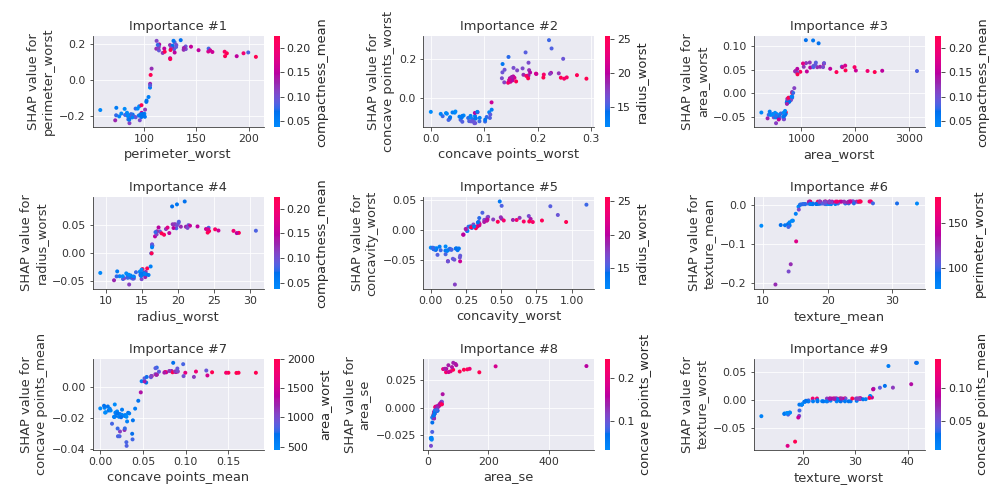 Importance #1
SHAP value for
perimeter_worst
0.2
0.0
−0.2
100
150
200
perimeter_worst
0.20
0.15
0.10
0.05
compactness_mean
Importance #2
SHAP value for
concave points_worst
0.2
0.0
0.0
0.1
0.2
0.3
concave points_worst
25
20
15
radius_worst
Importance #3
SHAP value for
area_worst
0.10
0.05
0.00
−0.05
1000
2000
3000
area_worst
0.20
0.15
0.10
0.05
compactness_mean
Importance #4
SHAP value for
radius_worst
0.05
0.00
−0.05
10
15
20
25
30
radius_worst
0.20
0.15
0.10
0.05
compactness_mean
Importance #5
SHAP value for
concavity_worst
0.05
0.00
−0.05
0.00
0.25
0.50
0.75
1.00
concavity_worst
25
20
15
radius_worst
Importance #6
SHAP value for
texture_mean
0.0
−0.1
−0.2
10
20
30
texture_mean
150
100
perimeter_worst
Importance #7
SHAP value for
concave points_mean
0.00
−0.02
−0.04
0.00
0.05
0.10
0.15
concave points_mean
2000
1500
1000
500
area_worst
Importance #8
SHAP value for
area_se
0.025
0.000
−0.025
0
200
400
area_se
0.2
0.1
concave points_worst
Importance #9
SHAP value for
texture_worst
0.05
0.00
−0.05
20
30
40
texture_worst
0.10
0.05
concave points_mean